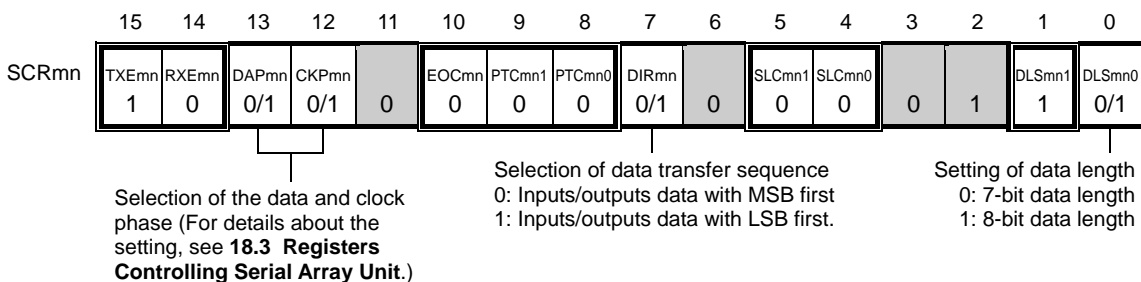 15 14 13 12 11 10 9 8 7 6 5 4 3 2 1 0
SCRmn
TXEmn RXEmn DAPmn CKPmn EOCmn PTCmn1 PTCmn0 DIRmn SLCmn1 SLCmn0 DLSmn1 DLSmn0
1 0 0/1 0/1 0 0 0 0 0/1 0 0 0 0 1 1 0/1
Selection of the data and clock
phase (For details about the
setting, see 18.3 Registers
Controlling Serial Array Unit.)
Selection of data transfer sequence
0: Inputs/outputs data with MSB first
1: Inputs/outputs data with LSB first.
Setting of data length
0: 7-bit data length
1: 8-bit data length